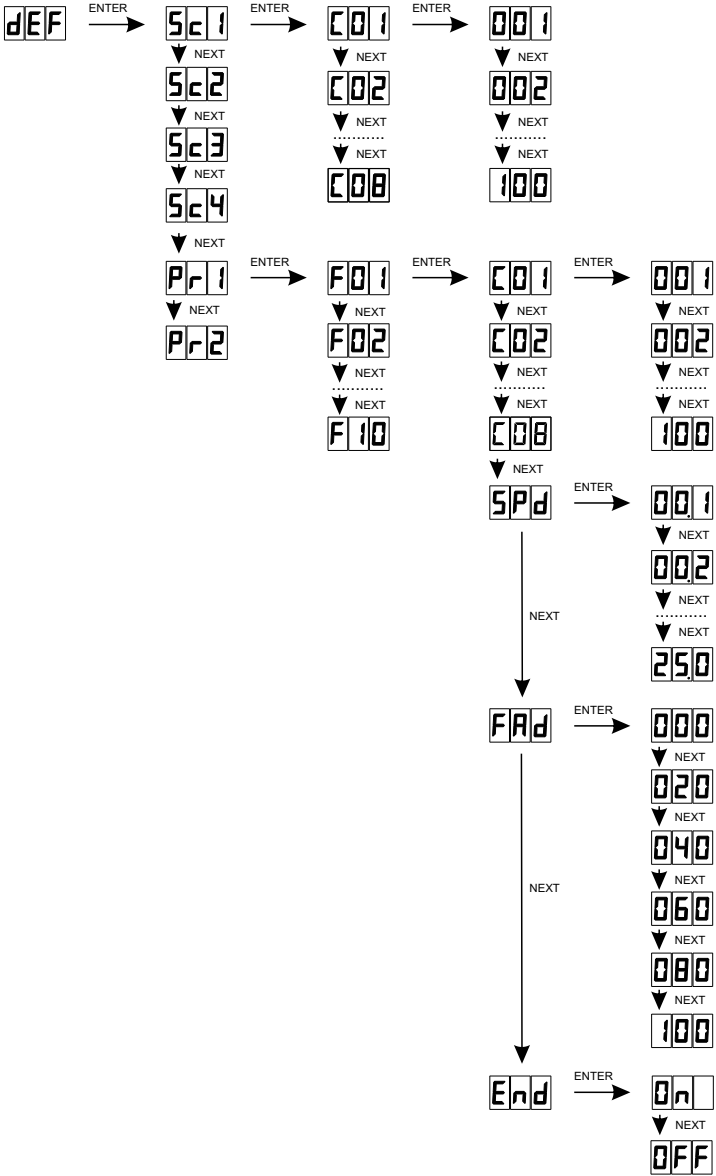 dEF ENTER Sc1 ENTER C01 ENTER 001
NEXT NEXT NEXT
Sc2 C02 002
NEXT NEXT NEXT
Sc3 ........... ...........
NEXT NEXT NEXT
Sc4 C08 100
NEXT
Pr1 ENTER F01 ENTER C01 ENTER 001
NEXT NEXT NEXT NEXT
Pr2 F02 C02 002
NEXT NEXT NEXT
........... ........... ...........
NEXT NEXT NEXT
F10 C08 100
NEXT
SPd ENTER 00.1
NEXT
00.2
NEXT
NEXT
...........
NEXT
25.0
FAd ENTER 000
NEXT
020
NEXT
040
NEXT
NEXT
060
NEXT
080
NEXT
100
End ENTER On
NEXT
OFF